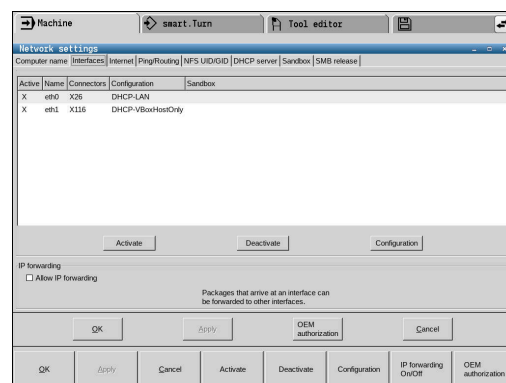 Machine smart.Turn Tool editor
Network settings
Computer name Interfaces Internet Ping/Routing NFS UID/GID DHCP server Sandbox SMB release
Active Name Connectors Configuration Sandbox
X eth0 X26 DHCP-LAN
X eth1 X116 DHCP-VBoxHostOnly
Activate Deactivate Configuration
IP forwarding
Allow IP forwarding
Packages that arrive at an interface can
be forwarded to other interfaces.
OK Apply OEM authorization Cancel
OK Apply Cancel Activate Deactivate Configuration IP forwarding On/Off OEM authorization